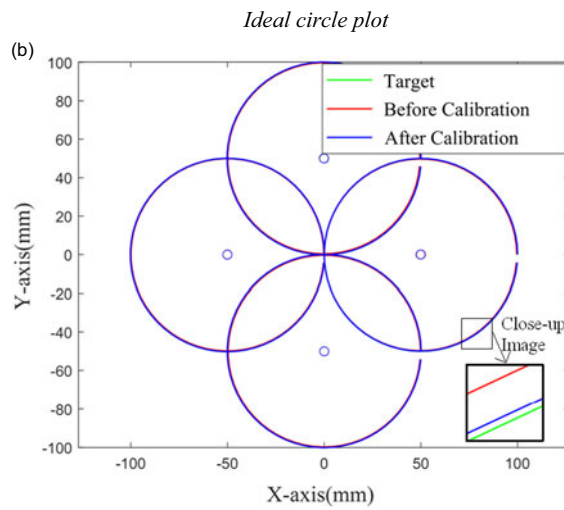 Ideal circle plot
(b)
Target
Before Calibration
After Calibration
100
80
60
40
20
0
-20
-40
-60
-80
-100
Y-axis(mm)
Close-up
Image
-100
-50
0
50
100
X-axis(mm)